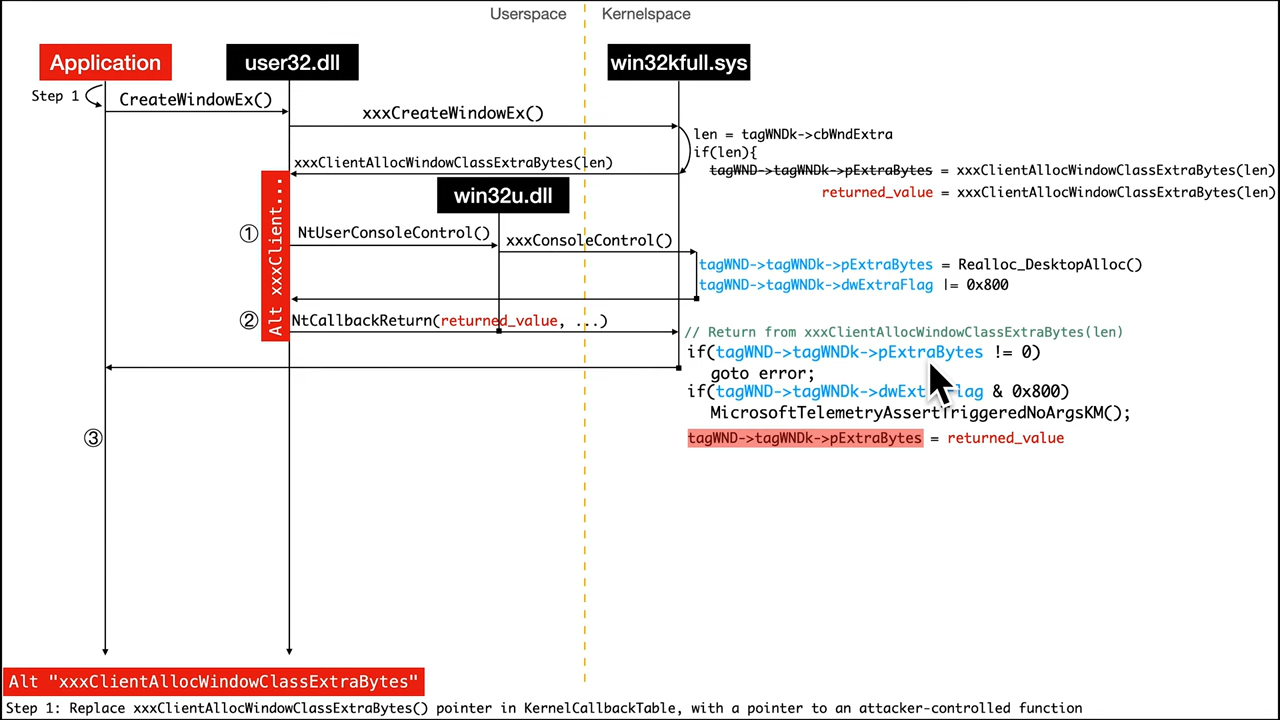 Userspace
Kernelspace
Application
user32.dll
win32kfull.sys
Step 1
CreateWindowEx()
xxxCreateWindowEx()
len = tagWNDk->cbWndExtra
if(len){
xxxClientAllocWindowClassExtraBytes(len)
tagWND->tagWNDk->pExtraBytes = xxxClientAllocWindowClassExtraBytes(len)
returned_value = xxxClientAllocWindowClassExtraBytes(len)
Alt xxxClient...
win32u.dll
① NtUserConsoleControl()
xxxConsoleControl()
tagWND->tagWNDk->pExtraBytes = Realloc_DesktopAlloc()
tagWND->tagWNDk->dwExtraFlag |= 0x800
② NtCallbackReturn(returned_value, ...)
// Return from xxxClientAllocWindowClassExtraBytes(len)
if(tagWND->tagWNDk->pExtraBytes != 0)
goto error;
if(tagWND->tagWNDk->dwExtraFlag & 0x800)
MicrosoftTelemetryAssertTriggeredNoArgsKM();
③
tagWND->tagWNDk->pExtraBytes = returned_value
Alt "xxxClientAllocWindowClassExtraBytes"
Step 1: Replace xxxClientAllocWindowClassExtraBytes() pointer in KernelCallbackTable, with a pointer to an attacker-controlled function